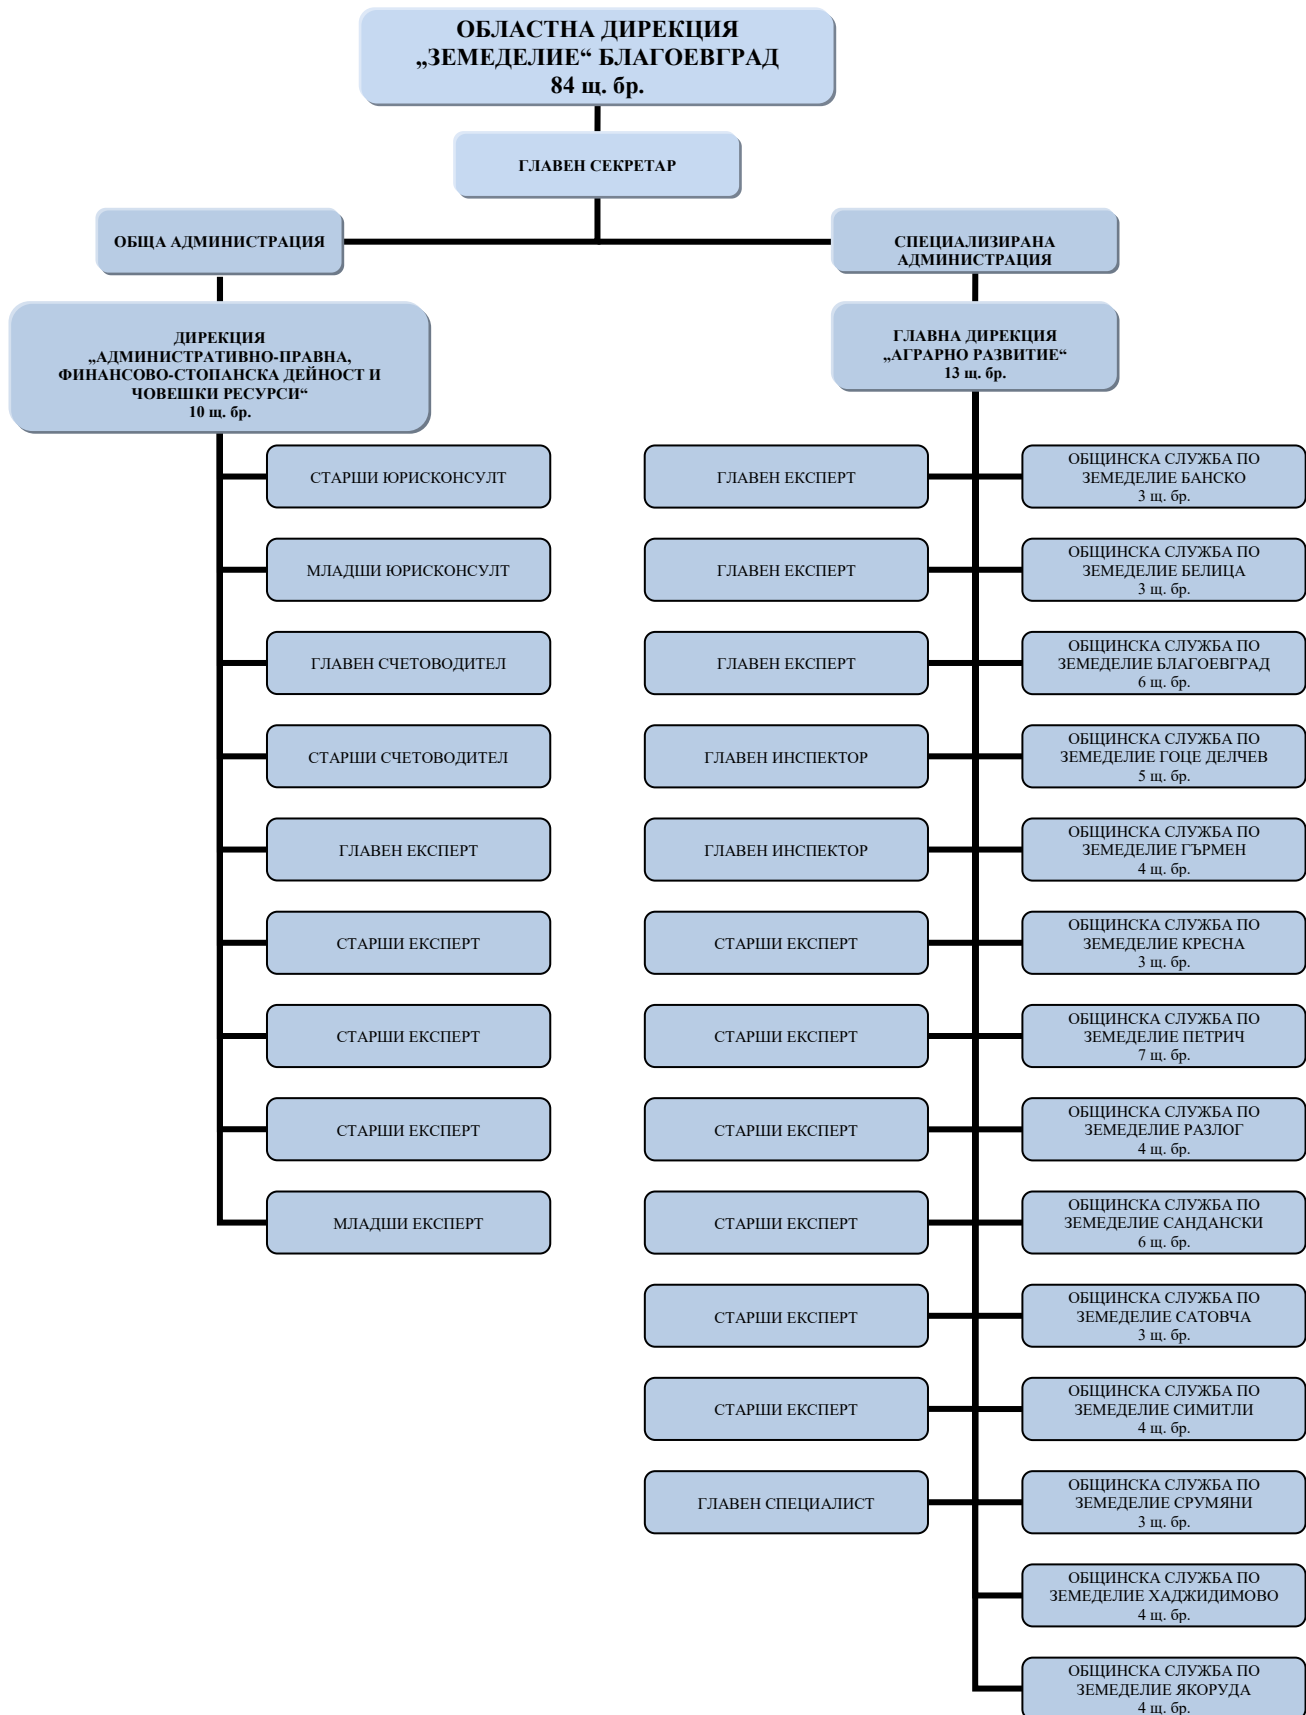 ОБЛАСТНА ДИРЕКЦИЯ
„ЗЕМЕДЕЛИЕ“ БЛАГОЕВГРАД
84 щ. бр.
ГЛАВЕН СЕКРЕТАР
ОБЩА АДМИНИСТРАЦИЯ
СПЕЦИАЛИЗИРАНА
АДМИНИСТРАЦИЯ
ДИРЕКЦИЯ
„АДМИНИСТРАТИВНО-ПРАВНА,
ФИНАНСОВО-СТОПАНСКА ДЕЙНОСТ И
ЧОВЕШКИ РЕСУРСИ“
10 щ. бр.
ГЛАВНА ДИРЕКЦИЯ
„АГРАРНО РАЗВИТИЕ“
13 щ. бр.
СТАРШИ ЮРИСКОНСУЛТ
МЛАДШИ ЮРИСКОНСУЛТ
ГЛАВЕН СЧЕТОВОДИТЕЛ
СТАРШИ СЧЕТОВОДИТЕЛ
ГЛАВЕН ЕКСПЕРТ
СТАРШИ ЕКСПЕРТ
СТАРШИ ЕКСПЕРТ
СТАРШИ ЕКСПЕРТ
МЛАДШИ ЕКСПЕРТ
ГЛАВЕН ЕКСПЕРТ
ГЛАВЕН ЕКСПЕРТ
ГЛАВЕН ЕКСПЕРТ
ГЛАВЕН ИНСПЕКТОР
ГЛАВЕН ИНСПЕКТОР
СТАРШИ ЕКСПЕРТ
СТАРШИ ЕКСПЕРТ
СТАРШИ ЕКСПЕРТ
СТАРШИ ЕКСПЕРТ
СТАРШИ ЕКСПЕРТ
СТАРШИ ЕКСПЕРТ
ГЛАВЕН СПЕЦИАЛИСТ
ОБЩИНСКА СЛУЖБА ПО
ЗЕМЕДЕЛИЕ БАНСКО
3 щ. бр.
ОБЩИНСКА СЛУЖБА ПО
ЗЕМЕДЕЛИЕ БЕЛИЦА
3 щ. бр.
ОБЩИНСКА СЛУЖБА ПО
ЗЕМЕДЕЛИЕ БЛАГОЕВГРАД
6 щ. бр.
ОБЩИНСКА СЛУЖБА ПО
ЗЕМЕДЕЛИЕ ГОЦЕ ДЕЛЧЕВ
5 щ. бр.
ОБЩИНСКА СЛУЖБА ПО
ЗЕМЕДЕЛИЕ ГЪРМЕН
4 щ. бр.
ОБЩИНСКА СЛУЖБА ПО
ЗЕМЕДЕЛИЕ КРЕСНА
3 щ. бр.
ОБЩИНСКА СЛУЖБА ПО
ЗЕМЕДЕЛИЕ ПЕТРИЧ
7 щ. бр.
ОБЩИНСКА СЛУЖБА ПО
ЗЕМЕДЕЛИЕ РАЗЛОГ
4 щ. бр.
ОБЩИНСКА СЛУЖБА ПО
ЗЕМЕДЕЛИЕ САНДАНСКИ
6 щ. бр.
ОБЩИНСКА СЛУЖБА ПО
ЗЕМЕДЕЛИЕ САТОВЧА
3 щ. бр.
ОБЩИНСКА СЛУЖБА ПО
ЗЕМЕДЕЛИЕ СИМИТЛИ
4 щ. бр.
ОБЩИНСКА СЛУЖБА ПО
ЗЕМЕДЕЛИЕ СРУМЯНИ
3 щ. бр.
ОБЩИНСКА СЛУЖБА ПО
ЗЕМЕДЕЛИЕ ХАДЖИДИМОВО
4 щ. бр.
ОБЩИНСКА СЛУЖБА ПО
ЗЕМЕДЕЛИЕ ЯКОРУДА
4 щ. бр.